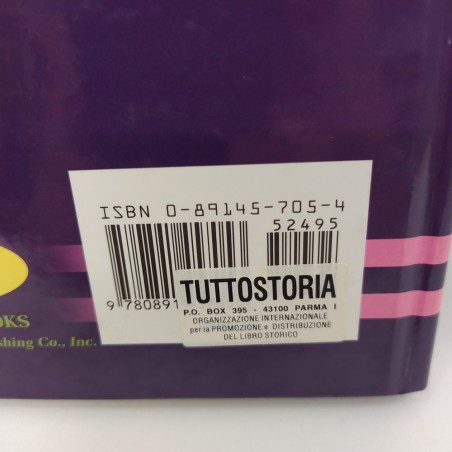 ISBN 0-89145-705-4
52495
9 780891
TUTTOSTORIA
P.O. BOX 395 - 43100 PARMA I
ORGANIZZAZIONE INTERNAZIONALE
per la PROMOZIONE e DISTRIBUZIONE
DEL LIBRO STORICO
OKS
shing Co., Inc.